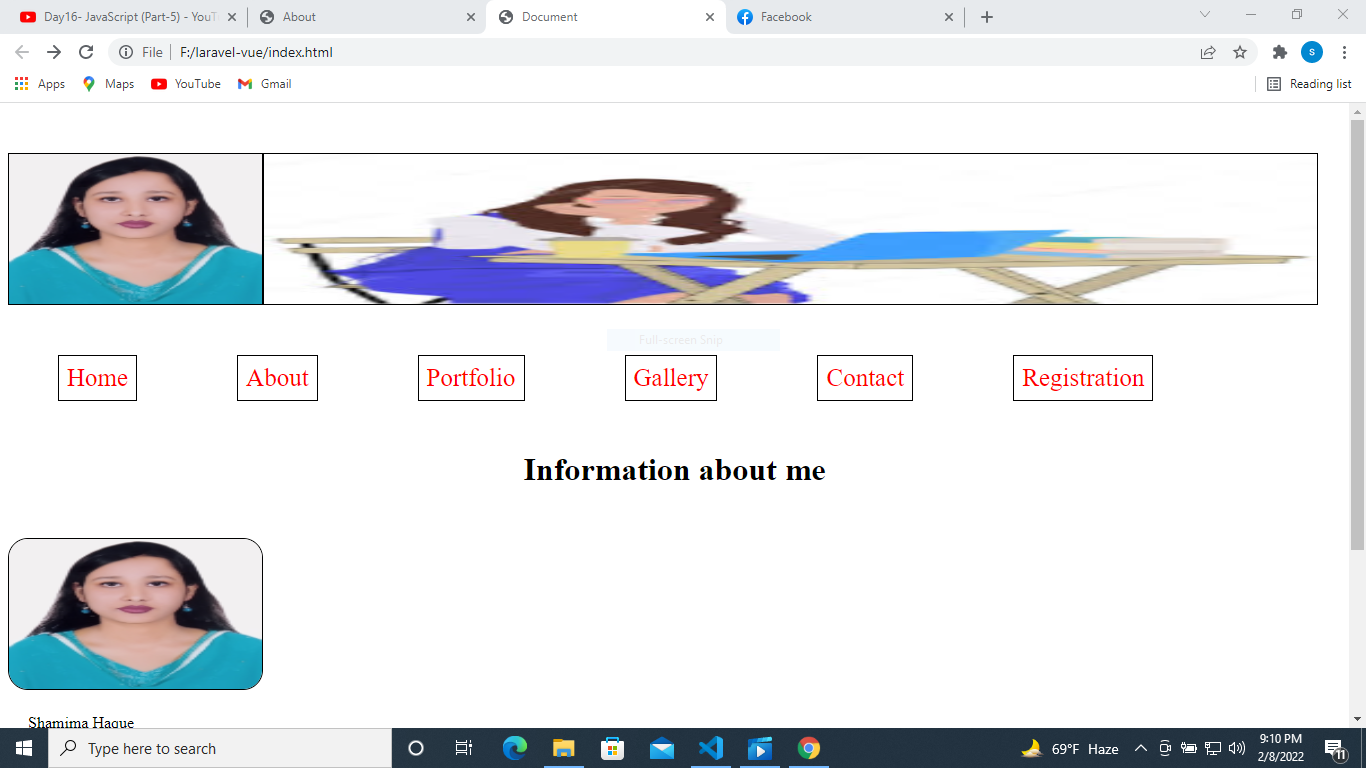 Day16- JavaScript (Part-5) - YouT
About
Document
Facebook
File
F:/laravel-vue/index.html
s
Apps
Maps
YouTube
Gmail
Reading list
Full-screen Snip
Home
About
Portfolio
Gallery
Contact
Registration
Information about me
Shamima Haque
Type here to search
69°F Haze
9:10 PM
2/8/2022
11